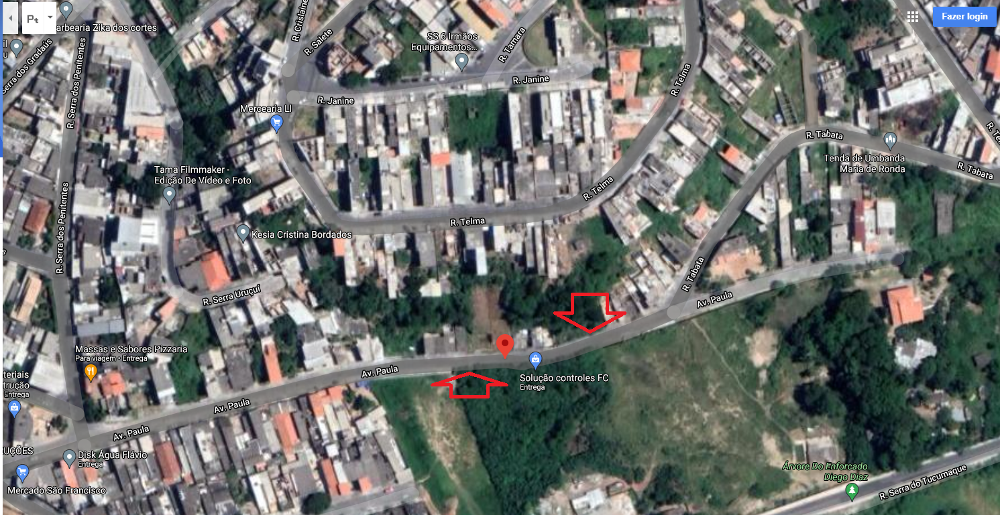 Pt
arbearia Zika dos cortes
Fazer login
il
u
Serra dos Gradaús
R. Serra dos Penitentes
R. Crislaine
R. Salete
SS 6 Irmãos
Equipamentos...
R. Tamara
R. Janine
R. Janine
R. Telma
Mercearia Ll
R. Tabata
Tenda de Umbanda
Maria de Ronda
R. Tabata
Tama Filmmaker -
Edição De Vídeo e Foto
R. Telma
R. Serra dos Penitentes
R. Telma
Kesia Cristina Bordados
R. Tabata
R. Serra Uruçuí
Av. Paula
Massas e Sabores Pizzaria
Para viagem • Entrega
Av. Paula
Solução controles FC
Entrega
teriais
trução
Entrega
Av. Paula
Av. Paula
UÇÕES
Disk Água Flávio
Entrega
Mercado São Francisco
Árvore Do Enforcado
Diego Diaz
R. Serra do Tucumaque